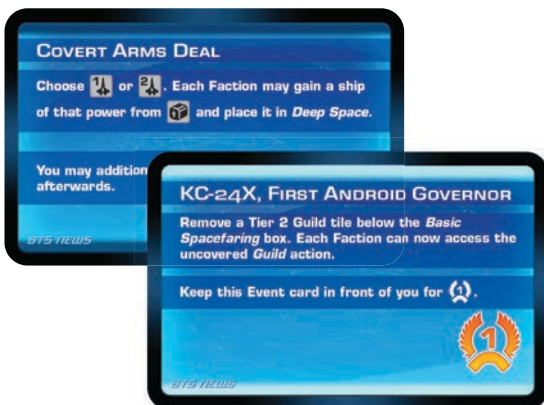 COVERT ARMS DEAL
Choose 1 or 2. Each Faction may gain a ship
of that power from and place it in Deep Space.
You may
afterwards.
BTS NEWS
KC-24X, FIRST ANDROID GOVERNOR
Remove a Tier 2 Guild tile below the Basic
Spacefaring box. Each Faction can now access the
uncovered Guild action.
Keep this Event card in front of you for 1.
1
BTS NEWS